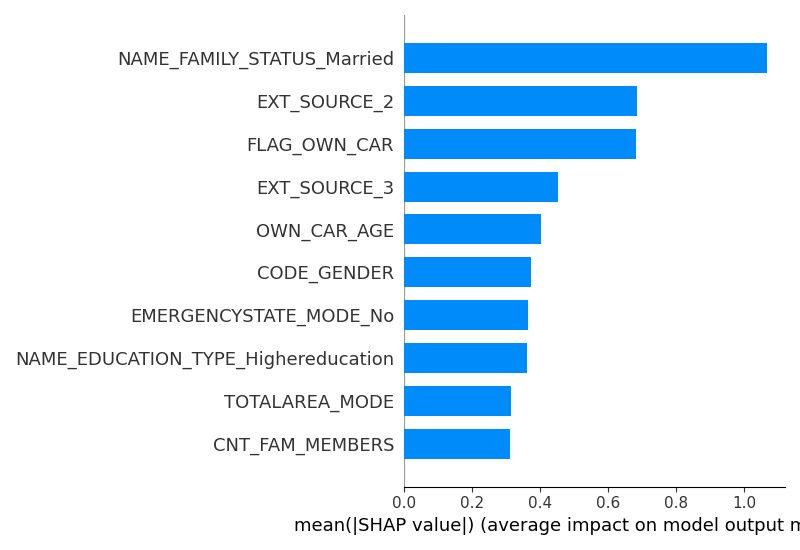 NAME_FAMILY_STATUS_Married
EXT_SOURCE_2
FLAG_OWN_CAR
EXT_SOURCE_3
OWN_CAR_AGE
CODE_GENDER
EMERGENCYSTATE_MODE_No
NAME_EDUCATION_TYPE_Highereducation
TOTALAREA_MODE
CNT_FAM_MEMBERS
0.0 0.2 0.4 0.6 0.8 1.0
mean(|SHAP value|) (average impact on model output m